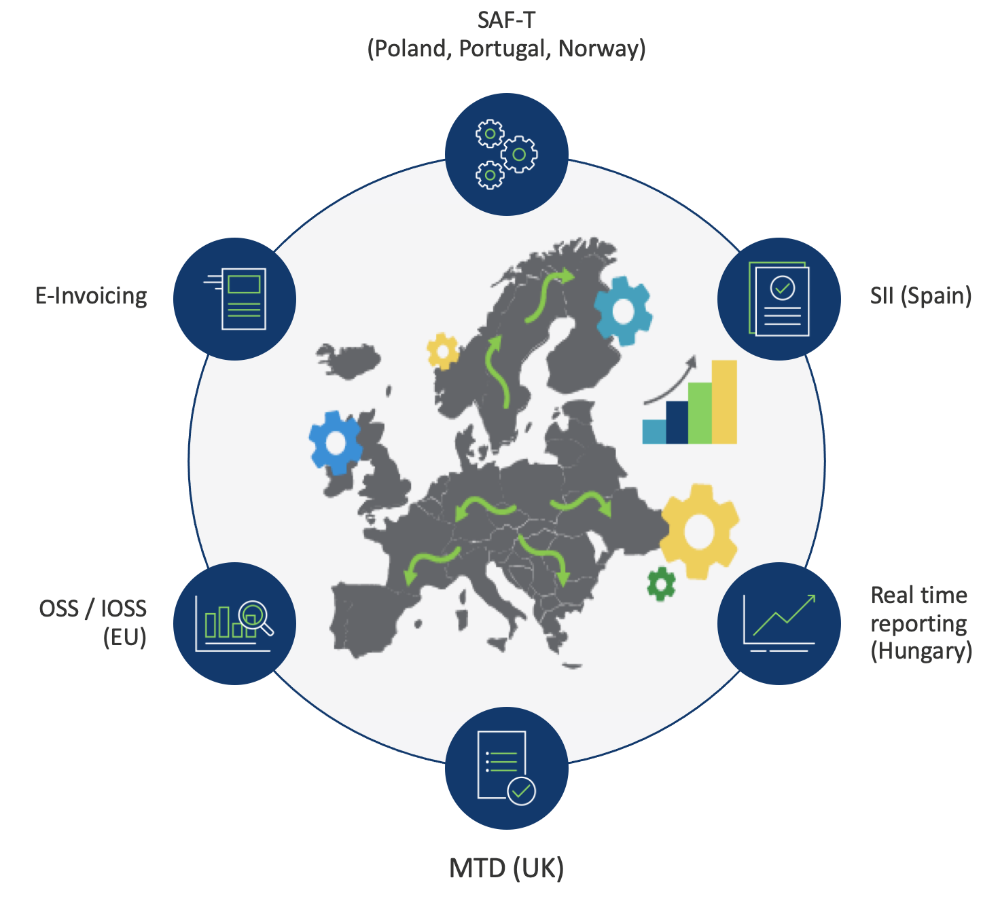 SAF-T
(Poland, Portugal, Norway)
E-Invoicing
SII (Spain)
OSS / IOSS
(EU)
Real time
reporting
(Hungary)
MTD (UK)